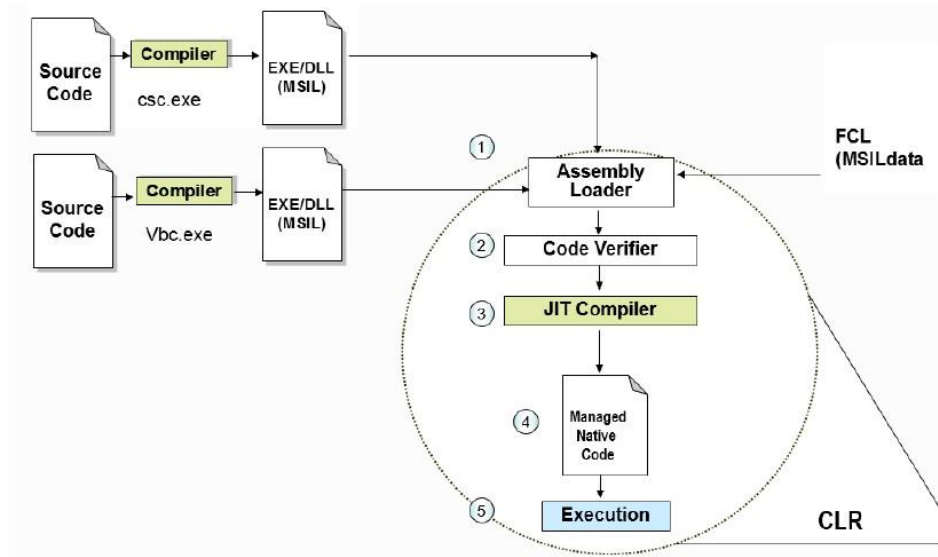 Source
Code
Compiler
csc.exe
EXE/DLL
(MSIL)
Source
Code
Compiler
Vbc.exe
EXE/DLL
(MSIL)
FCL
(MSILdata
1
Assembly
Loader
2
Code Verifier
3
JIT Compiler
4
Managed
Native
Code
5
Execution
CLR